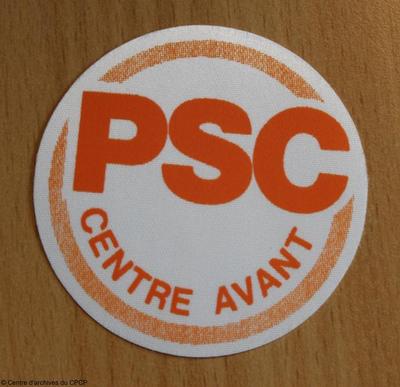 PSC
CENTRE AVANT
© Centre d'archives du CPCP